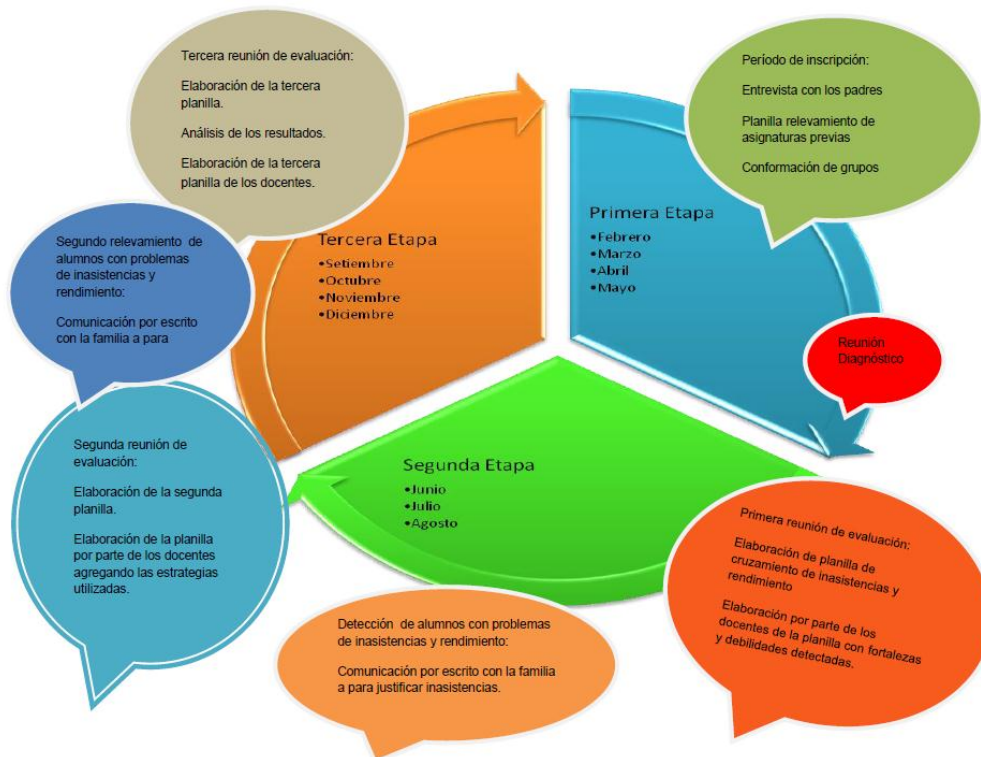 Tercera reunión de evaluación:
Elaboración de la tercera
planilla.
Análisis de los resultados.
Elaboración de la tercera
planilla de los docentes.
Período de inscripción:
Entrevista con los padres
Planilla relevamiento de
asignaturas previas
Conformación de grupos
Segundo relevamiento de
alumnos con problemas
de inasistencias y
rendimiento:
Comunicación por escrito
con la familia a para
Tercera Etapa
•Setiembre
•Octubre
•Noviembre
•Diciembre
Primera Etapa
•Febrero
•Marzo
•Abril
•Mayo
Reunión
Diagnóstico
Segunda reunión de
evaluación:
Elaboración de la segunda
planilla.
Elaboración de la planilla
por parte de los docentes
agregando las estrategias
utilizadas.
Segunda Etapa
•Junio
•Julio
•Agosto
Primera reunión de evaluación:
Elaboración de planilla de
cruzamiento de inasistencias y
rendimiento
Elaboración por parte de los
docentes de la planilla con fortalezas
y debilidades detectadas.
Detección de alumnos con problemas
de inasistencias y rendimiento:
Comunicación por escrito con la familia
a para justificar inasistencias.